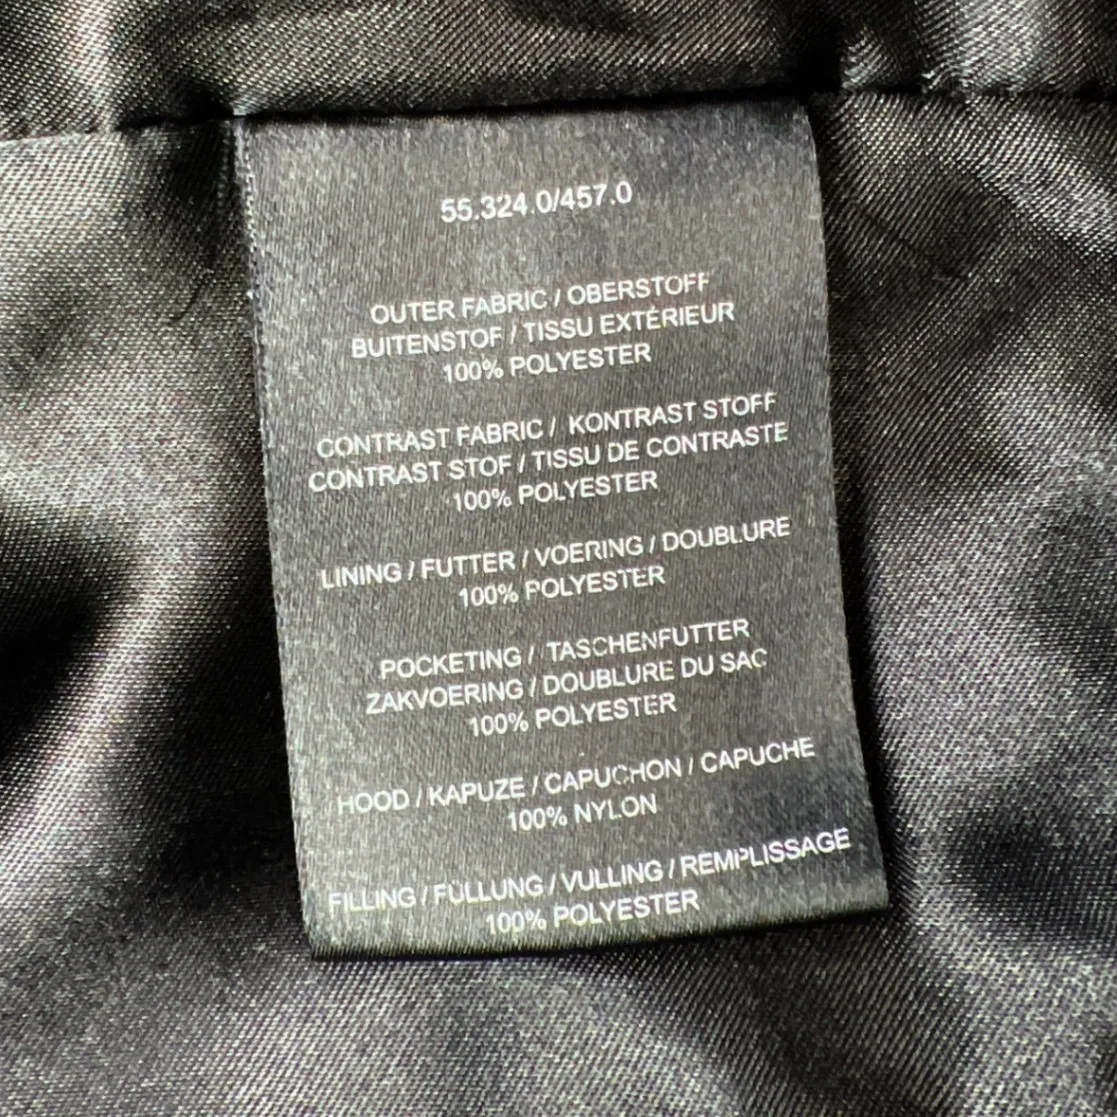 55.324.0/457.0
OUTER FABRIC / OBERSTOFF
BUITENSTOF / TISSU EXTÉRIEUR
100% POLYESTER
CONTRAST FABRIC / KONTRAST STOFF
CONTRAST STOF / TISSU DE CONTRASTE
100% POLYESTER
LINING / FUTTER / VOERING / DOUBLURE
100% POLYESTER
POCKETING / TASCHENFUTTER
ZAKVOERING / DOUBLURE DU SAC
100% POLYESTER
HOOD / KAPUZE / CAPUCHON / CAPUCHE
100% NYLON
FILLING / FÜLLUNG / VULLING / REMPLISSAGE
100% POLYESTER